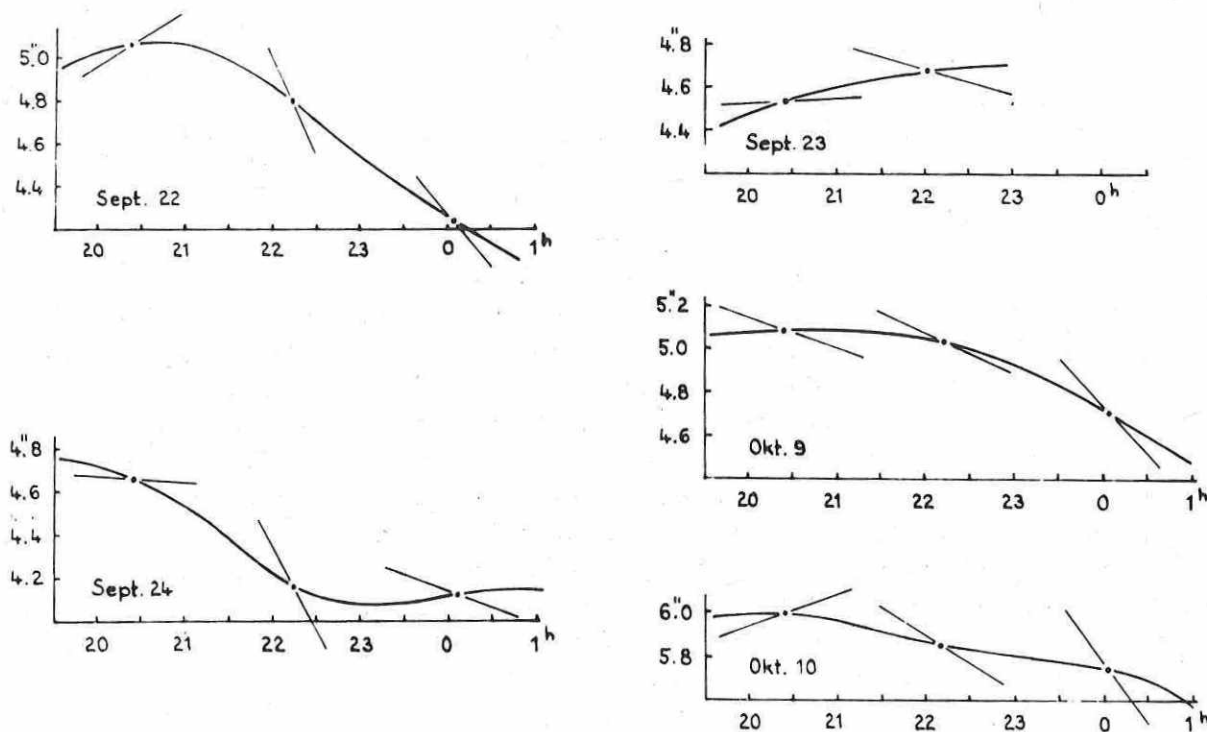 5."0
4.8
4.4
Sept. 22
20 21 22 23 0 1h
4."8
4.6
4.4
Sept. 23
20 21 22 23 0h
4."8
4.6
4.4
4.2
Sept. 24
20 21 22 23 0 1h
5."2
5.0
4.8
4.6
Okt. 9
20 21 22 23 0 1h
6."0
5.8
Okt. 10
20 21 22 23 0 1h